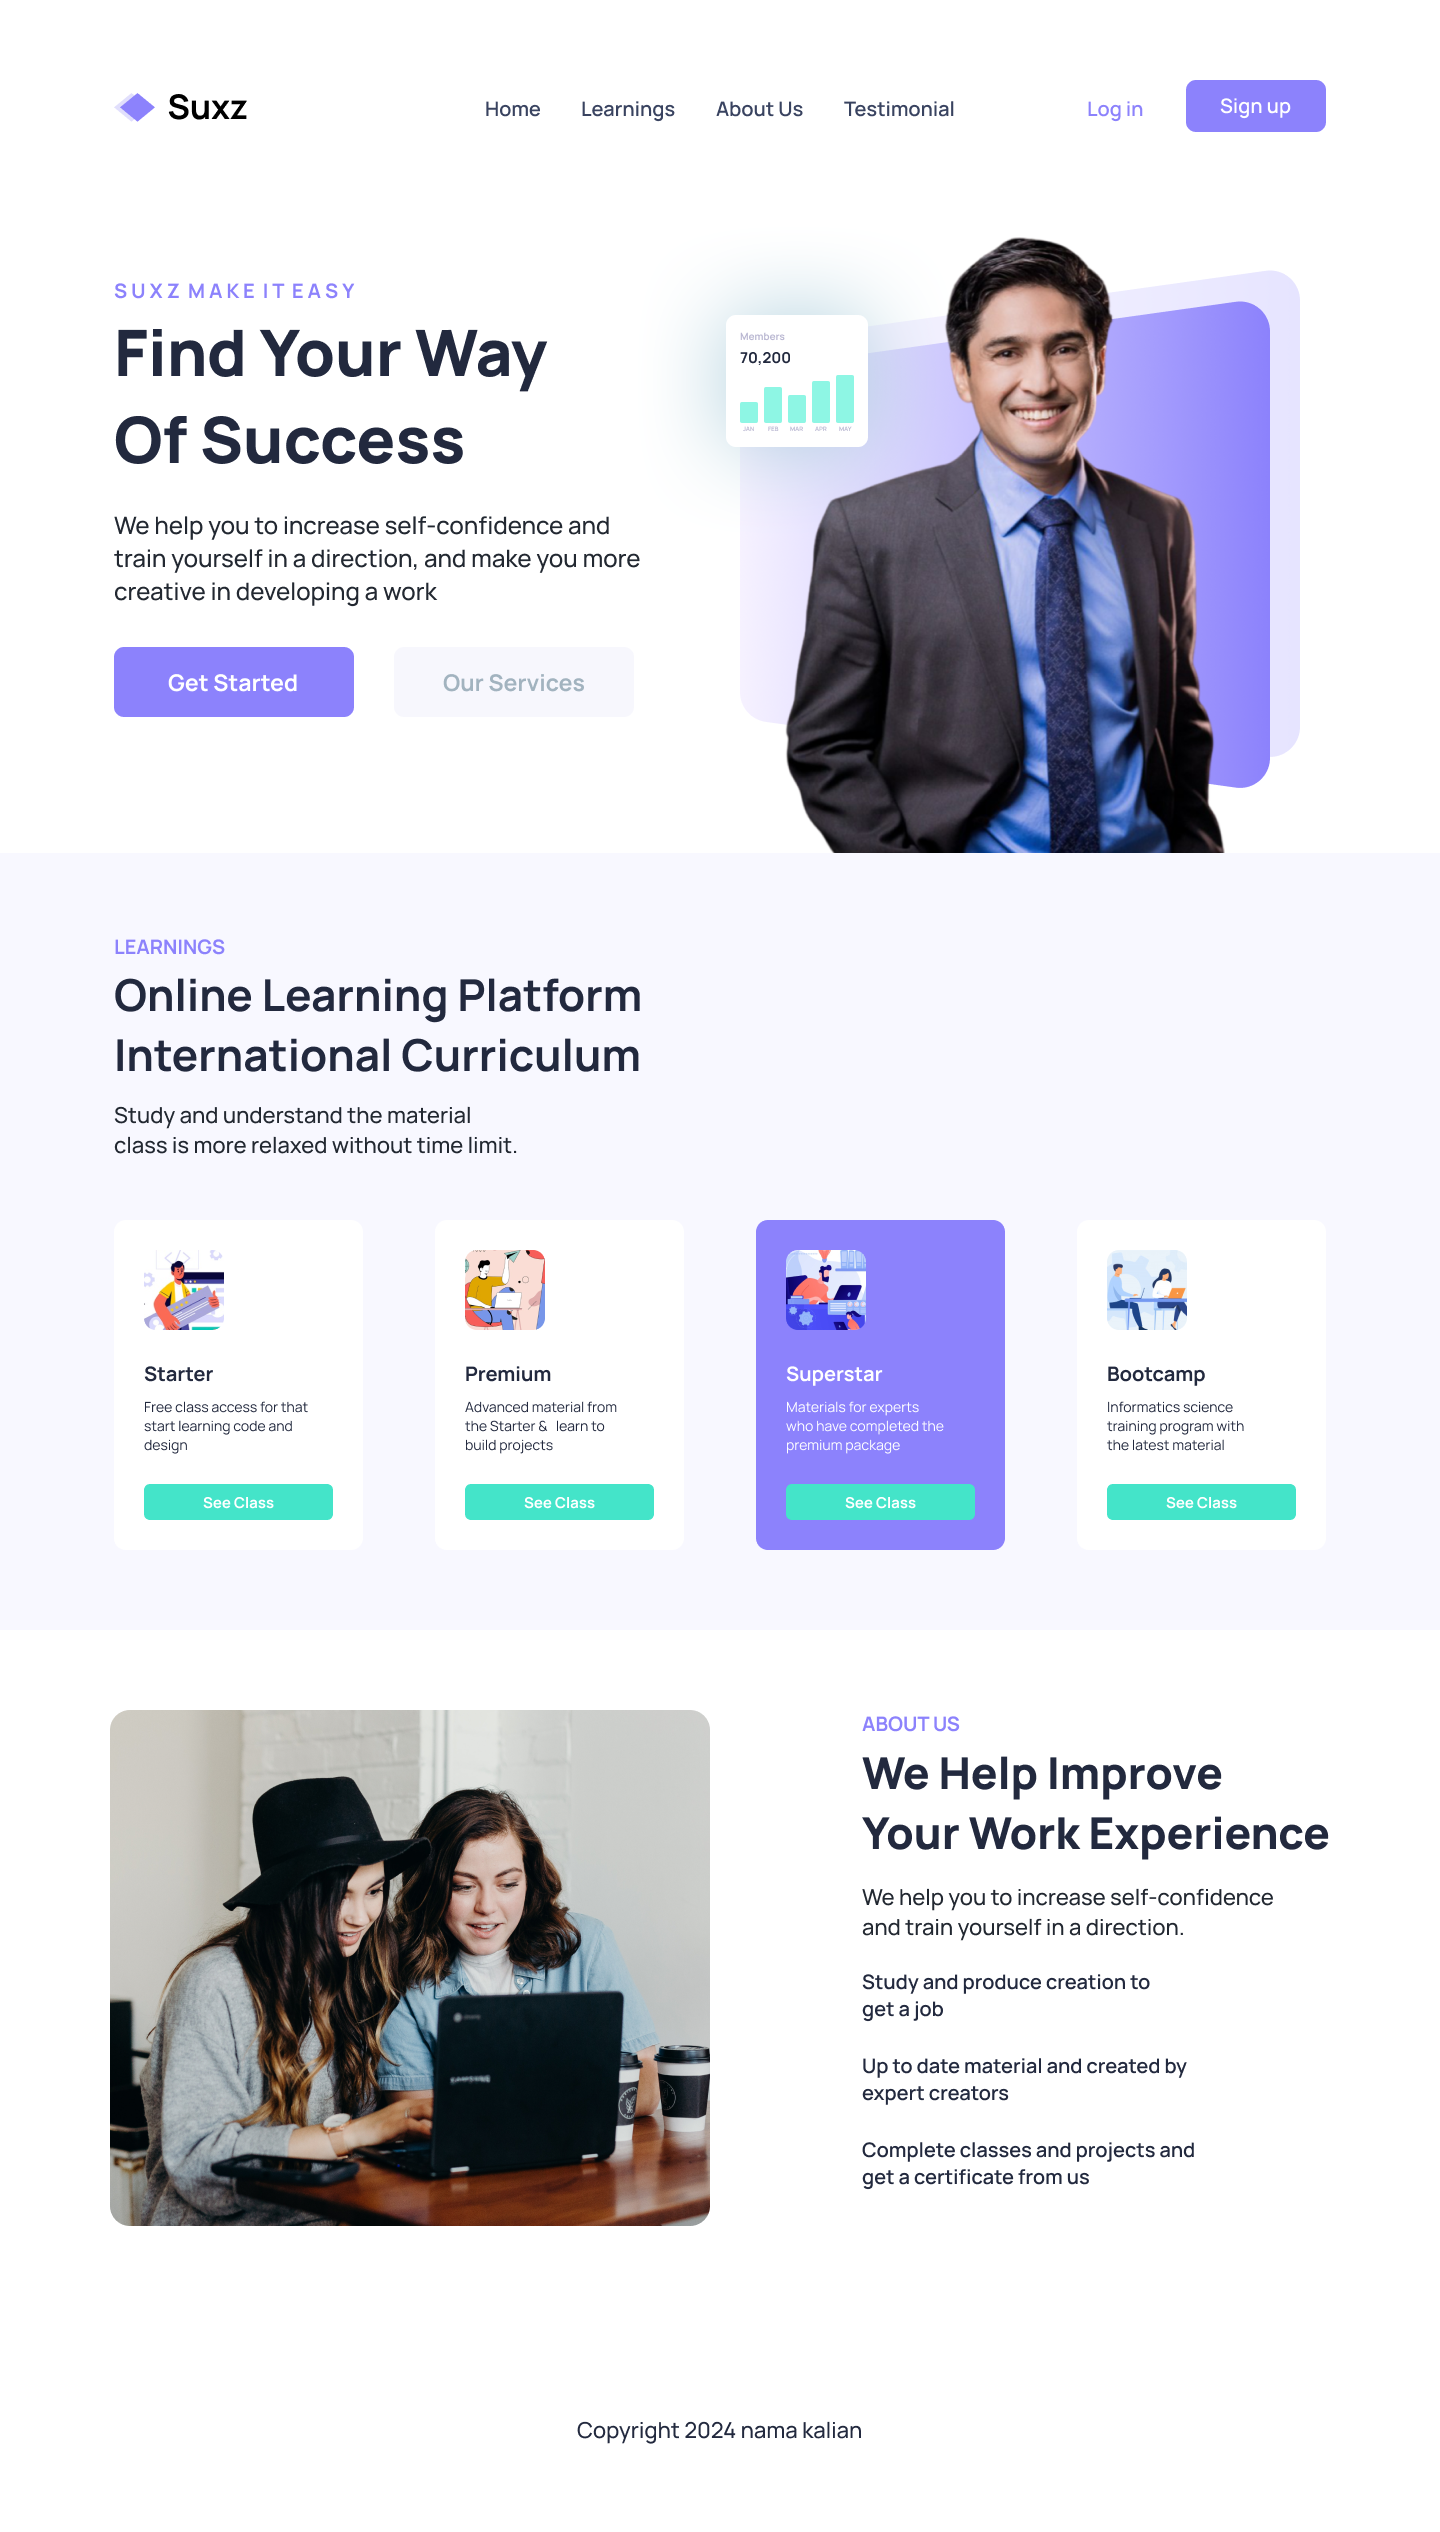 Suxz
Home Learnings About Us Testimonial Log in Sign up
SUXZ MAKE IT EASY
Find Your Way
Of Success
We help you to increase self-confidence and
train yourself in a direction, and make you more
creative in developing a work
Get Started Our Services
Members
70,200
JAN FEB MAR APR MAY
LEARNINGS
Online Learning Platform
International Curriculum
Study and understand the material
class is more relaxed without time limit.
Starter
Free class access for that
start learning code and
design
See Class
Premium
Advanced material from
the Starter & learn to
build projects
See Class
Superstar
Materials for experts
who have completed the
premium package
See Class
Bootcamp
Informatics science
training program with
the latest material
See Class
ABOUT US
We Help Improve
Your Work Experience
We help you to increase self-confidence
and train yourself in a direction.
Study and produce creation to
get a job
Up to date material and created by
expert creators
Complete classes and projects and
get a certificate from us
Copyright 2024 nama kalian